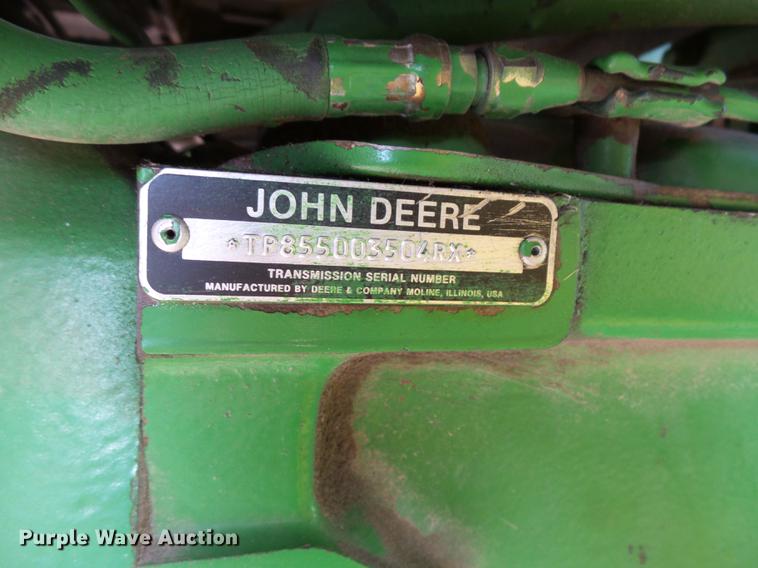 JOHN DEERE
*TP855003504RX*
TRANSMISSION SERIAL NUMBER
MANUFACTURED BY DEERE & COMPANY MOLINE, ILLINOIS, USA
Purple Wave Auction